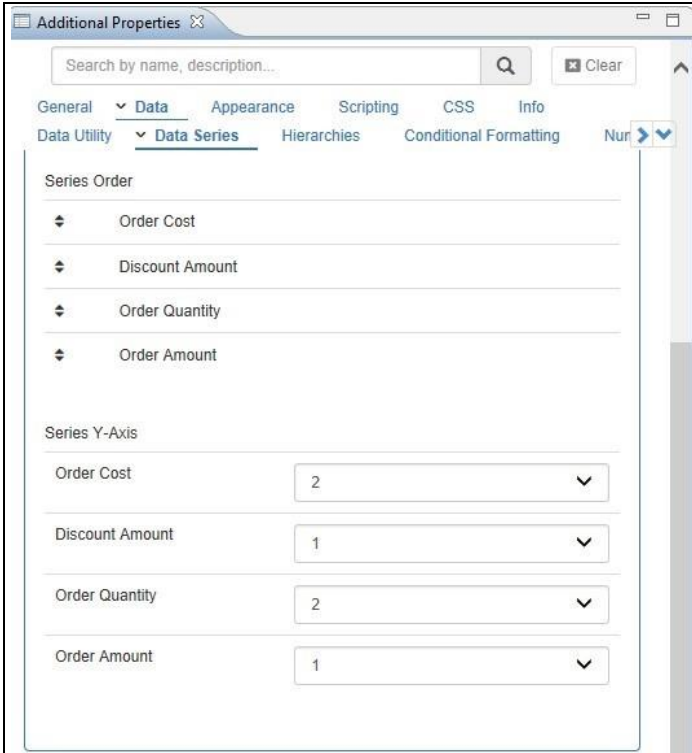 Additional Properties
Search by name, description...
Clear
General Data Appearance Scripting CSS Info
Data Utility Data Series Hierarchies Conditional Formatting
Series Order
Order Cost
Discount Amount
Order Quantity
Order Amount
Series Y-Axis
Order Cost 2
Discount Amount 1
Order Quantity 2
Order Amount 1